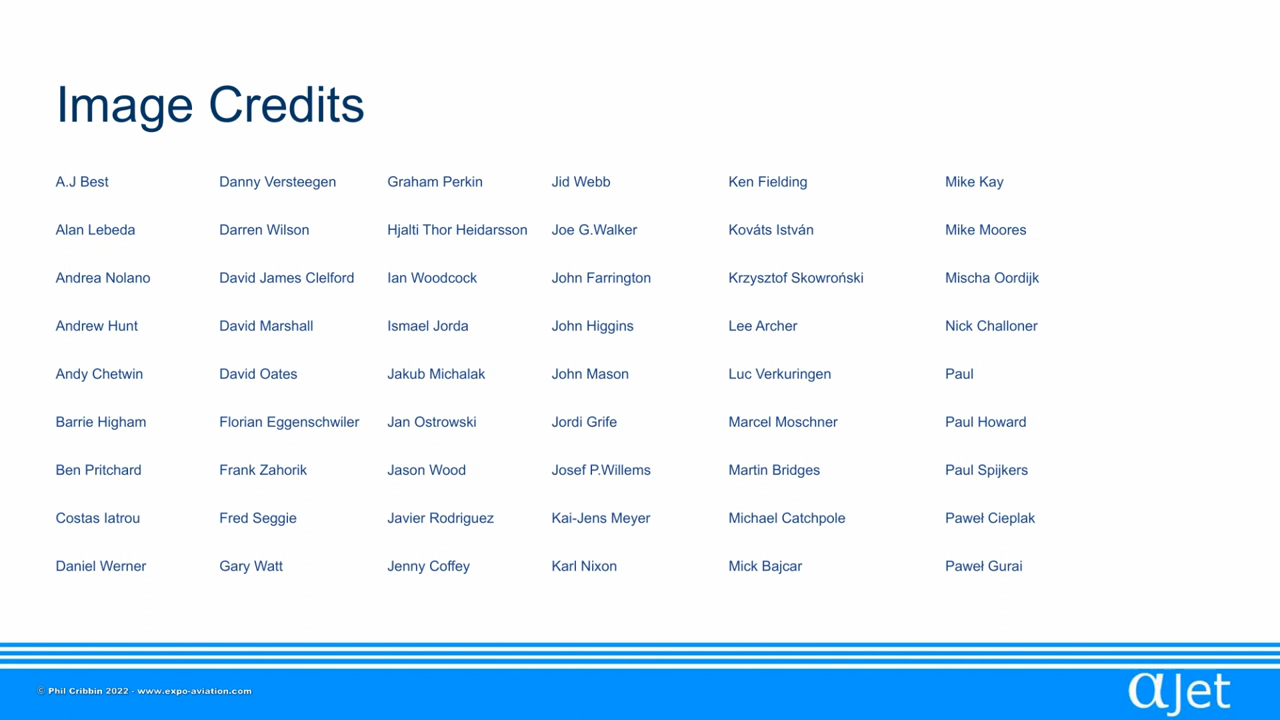 Image Credits
A.J Best Danny Versteegen Graham Perkin Jid Webb Ken Fielding Mike Kay
Alan Lebeda Darren Wilson Hjalti Thor Heidarsson Joe G.Walker Kováts István Mike Moores
Andrea Nolano David James Clelford Ian Woodcock John Farrington Krzysztof Skowroński Mischa Oordijk
Andrew Hunt David Marshall Ismael Jorda John Higgins Lee Archer Nick Challoner
Andy Chetwin David Oates Jakub Michalak John Mason Luc Verkuringen Paul
Barrie Higham Florian Eggenschwiler Jan Ostrowski Jordi Grife Marcel Moschner Paul Howard
Ben Pritchard Frank Zahorik Jason Wood Josef P.Willems Martin Bridges Paul Spijkers
Costas Iatrou Fred Seggie Javier Rodriguez Kai-Jens Meyer Michael Catchpole Paweł Cieplak
Daniel Werner Gary Watt Jenny Coffey Karl Nixon Mick Bajcar Paweł Gurai
© Phil Cribbin 2022 - www.expo-aviation.com
αJet